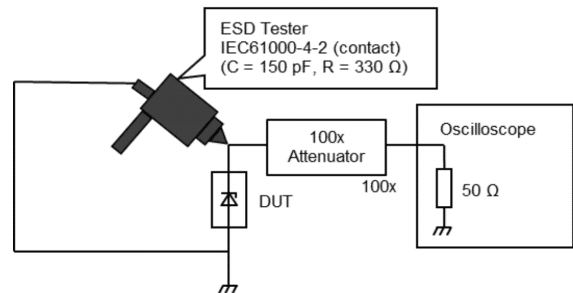 ESD Tester
IEC61000-4-2 (contact)
(C = 150 pF, R = 330 Ω)
100x
Attenuator
100x
Oscilloscope
50 Ω
DUT